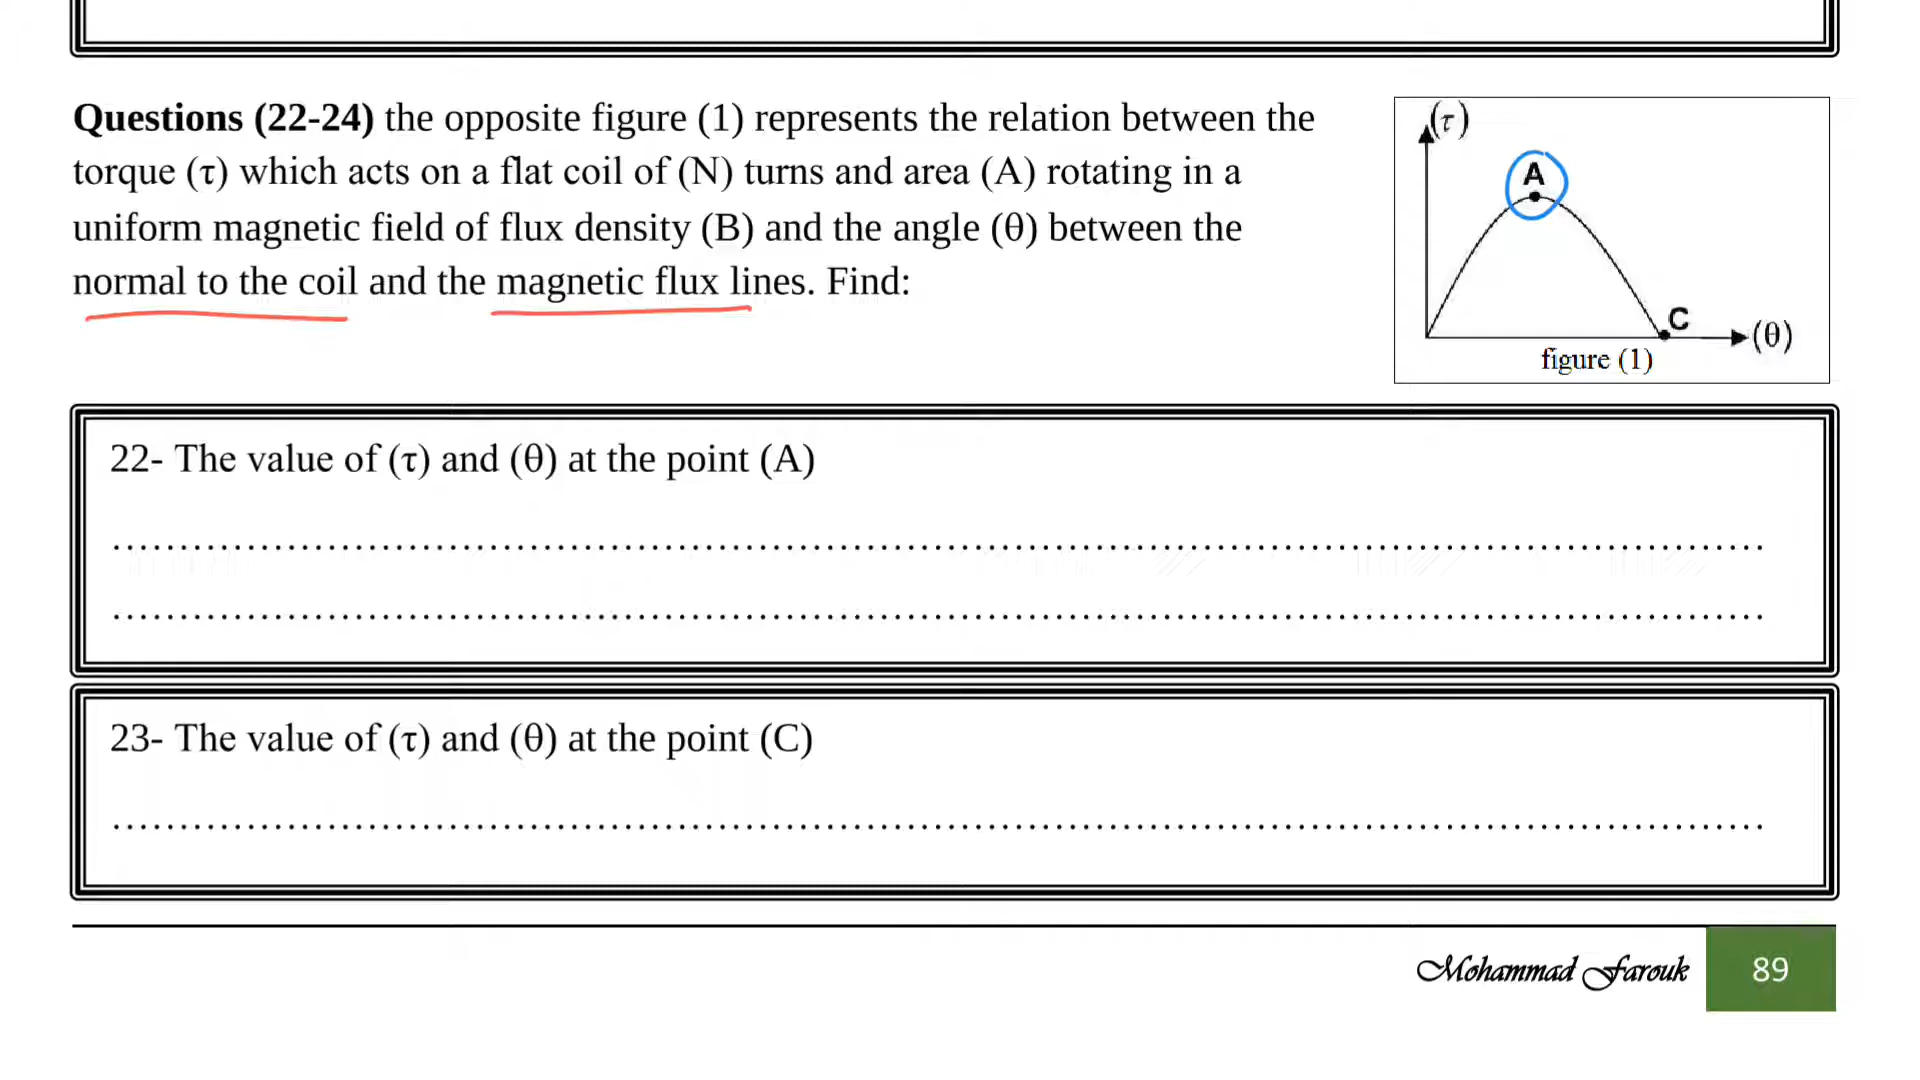 Questions (22-24) the opposite figure (1) represents the relation between the
torque (τ) which acts on a flat coil of (N) turns and area (A) rotating in a
uniform magnetic field of flux density (B) and the angle (θ) between the
normal to the coil and the magnetic flux lines. Find:
(τ)
A
C
(θ)
figure (1)
22- The value of (τ) and (θ) at the point (A)
23- The value of (τ) and (θ) at the point (C)
Mohammad Farouk
89